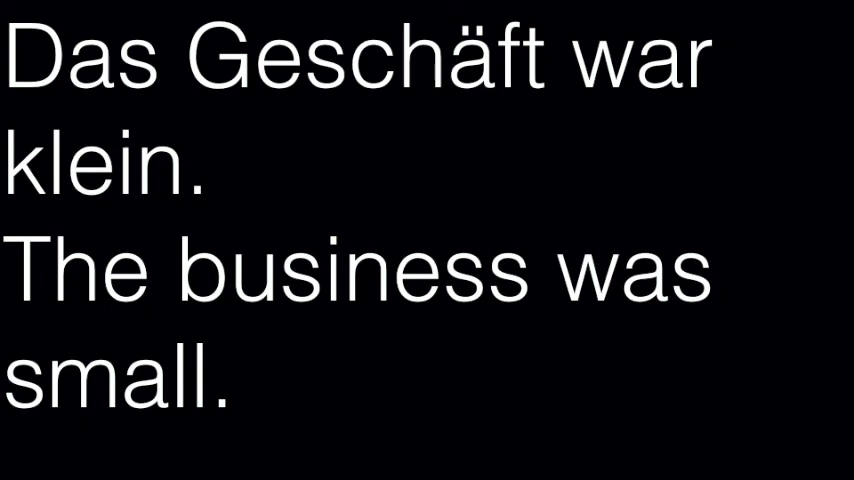 Das Geschäft war
klein.
The business was
small.